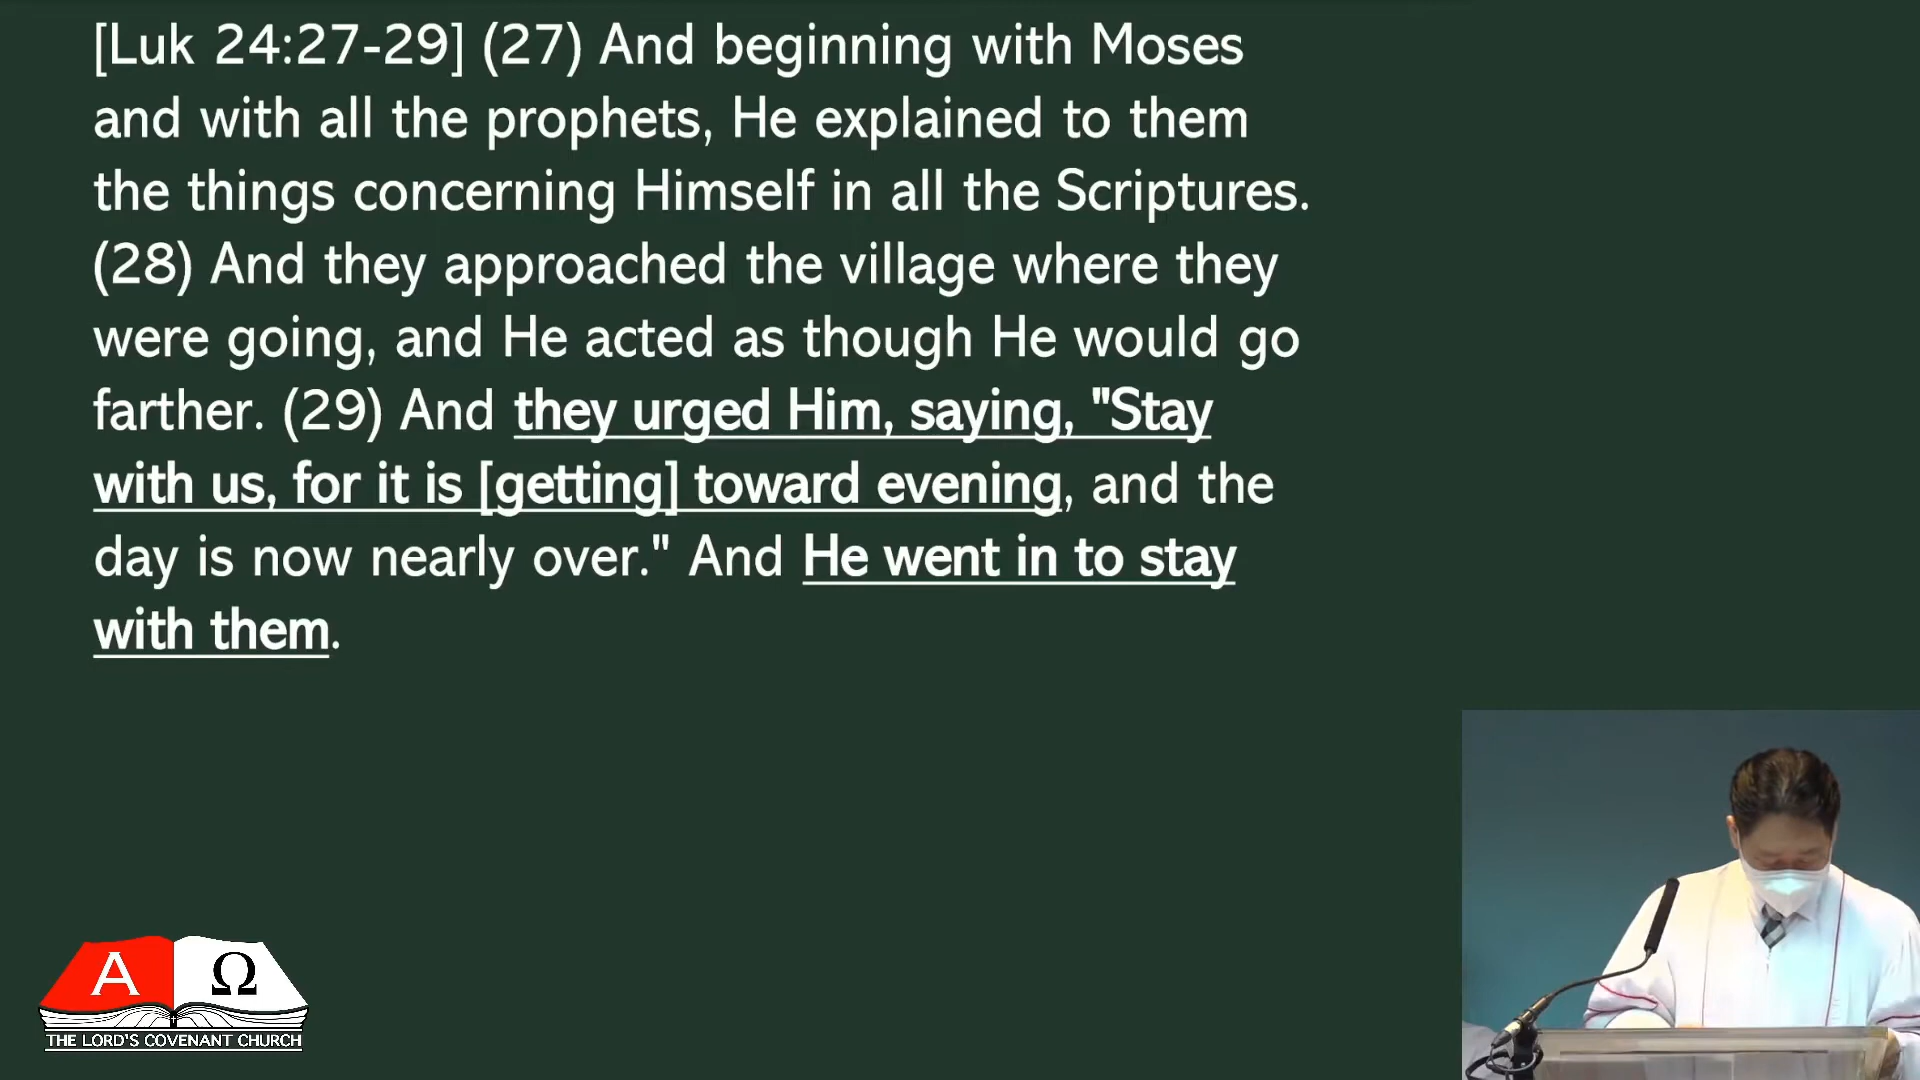 [Luk 24:27-29] (27) And beginning with Moses
and with all the prophets, He explained to them
the things concerning Himself in all the Scriptures.
(28) And they approached the village where they
were going, and He acted as though He would go
farther. (29) And they urged Him, saying, "Stay
with us, for it is [getting] toward evening, and the
day is now nearly over." And He went in to stay
with them.
Α Ω
THE LORD'S COVENANT CHURCH